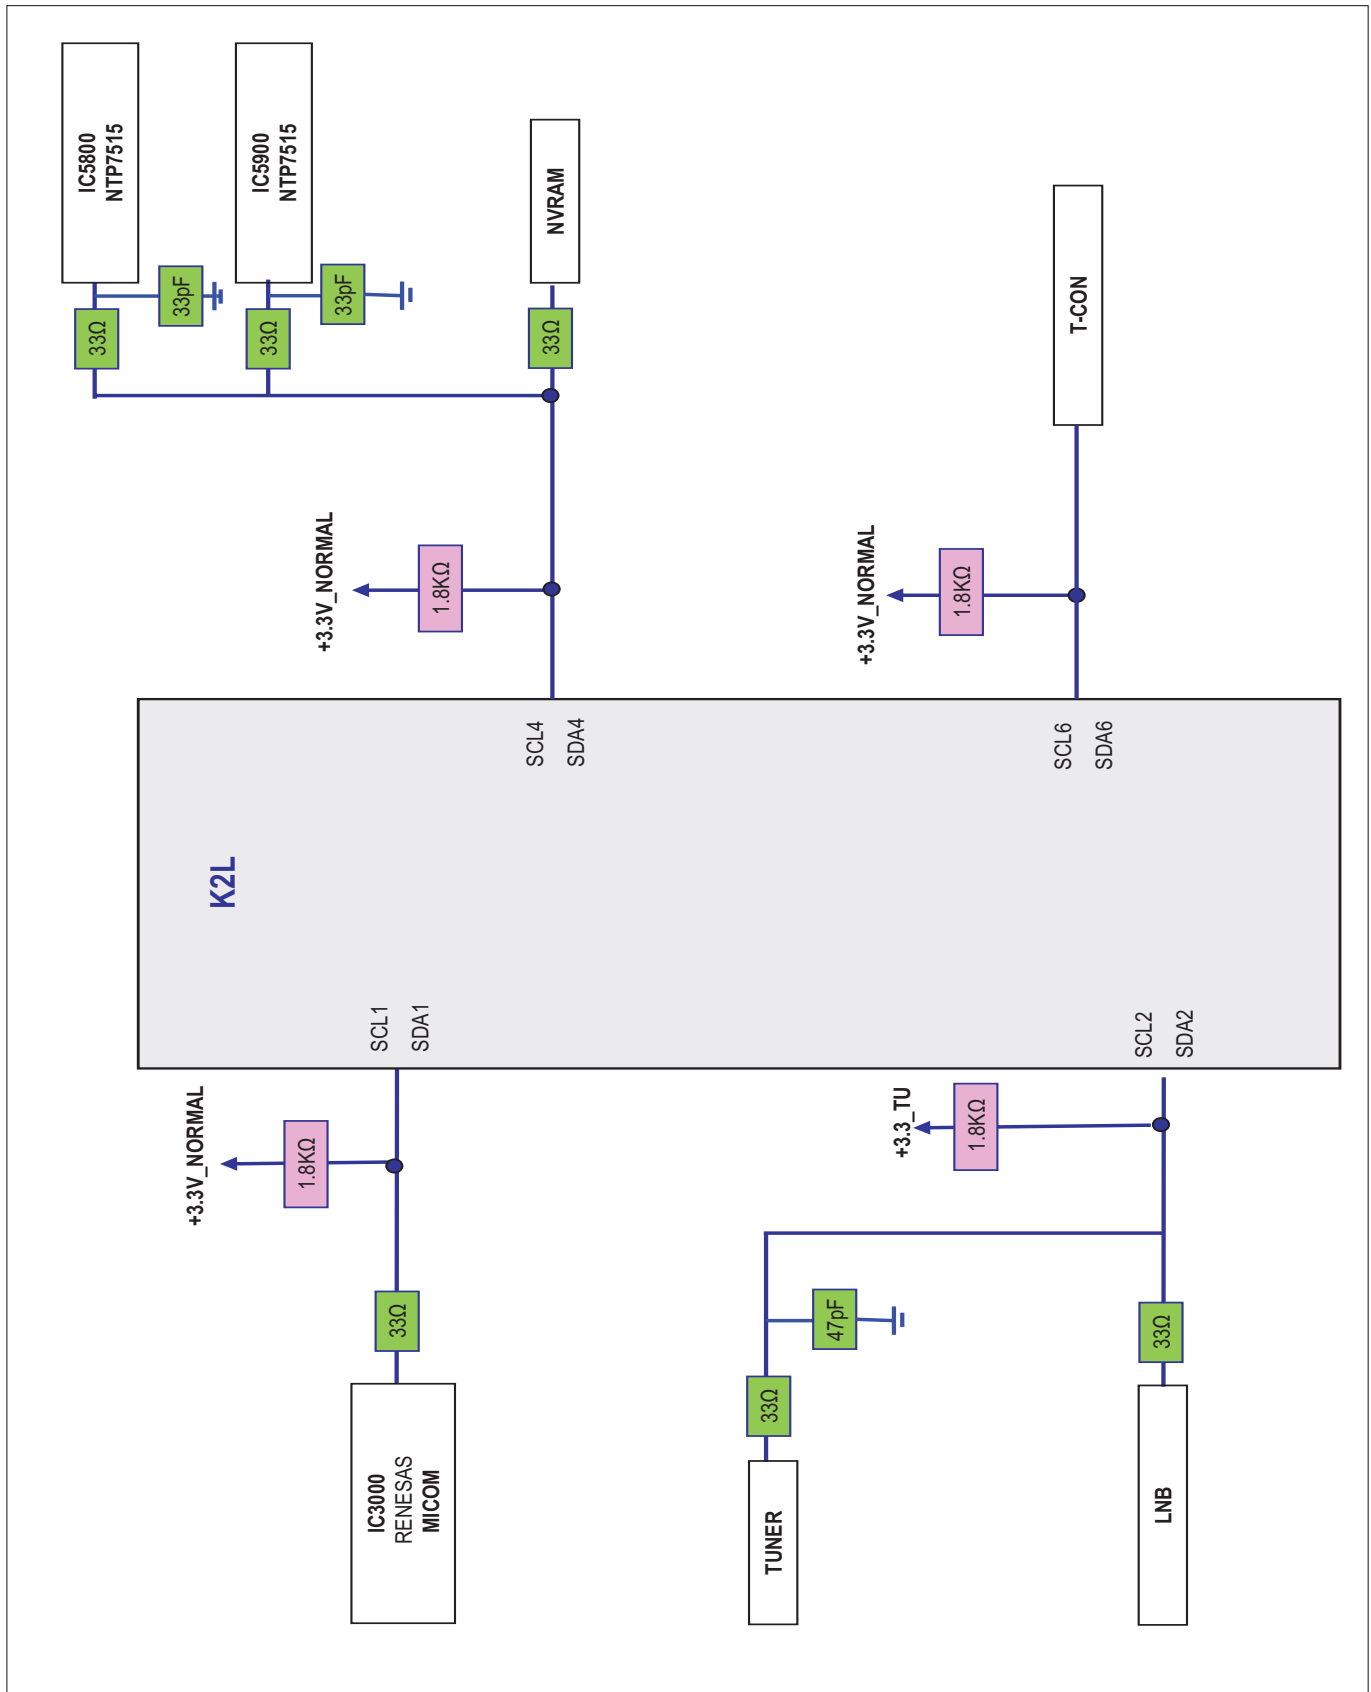 K2L
+3.3V_NORMAL
1.8KΩ
SCL1
SDA1
33Ω
IC3000
RENESAS
MICOM
+3.3_TU
1.8KΩ
SCL2
SDA2
47pF
33Ω
TUNER
33Ω
LNB
IC5800
NTP7515
33Ω
33pF
IC5900
NTP7515
33Ω
33pF
NVRAM
33Ω
+3.3V_NORMAL
1.8KΩ
SCL4
SDA4
+3.3V_NORMAL
1.8KΩ
SCL6
SDA6
T-CON